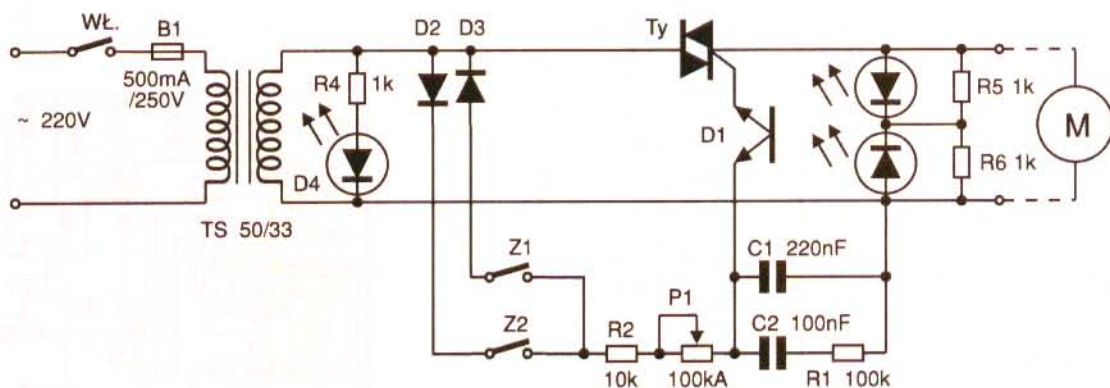 WŁ.
B1
500mA
/250V
~ 220V
TS 50/33
R4
1k
D4
D2
D3
Ty
D1
R5 1k
R6 1k
M
Z1
Z2
R2
10k
P1
100kA
C1 220nF
C2 100nF
R1 100k